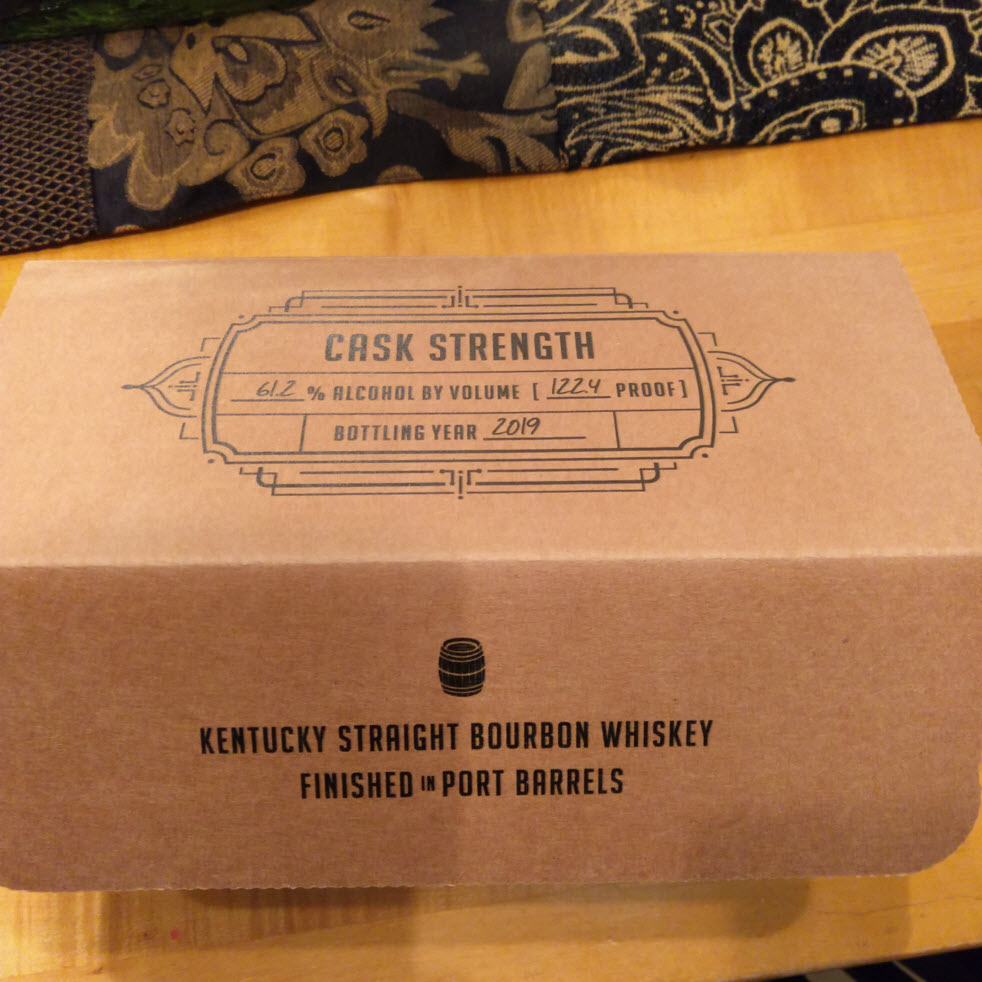 CASK STRENGTH
61.2 % ALCOHOL BY VOLUME [ 122.4 PROOF ]
BOTTLING YEAR 2019
KENTUCKY STRAIGHT BOURBON WHISKEY
FINISHED IN PORT BARRELS